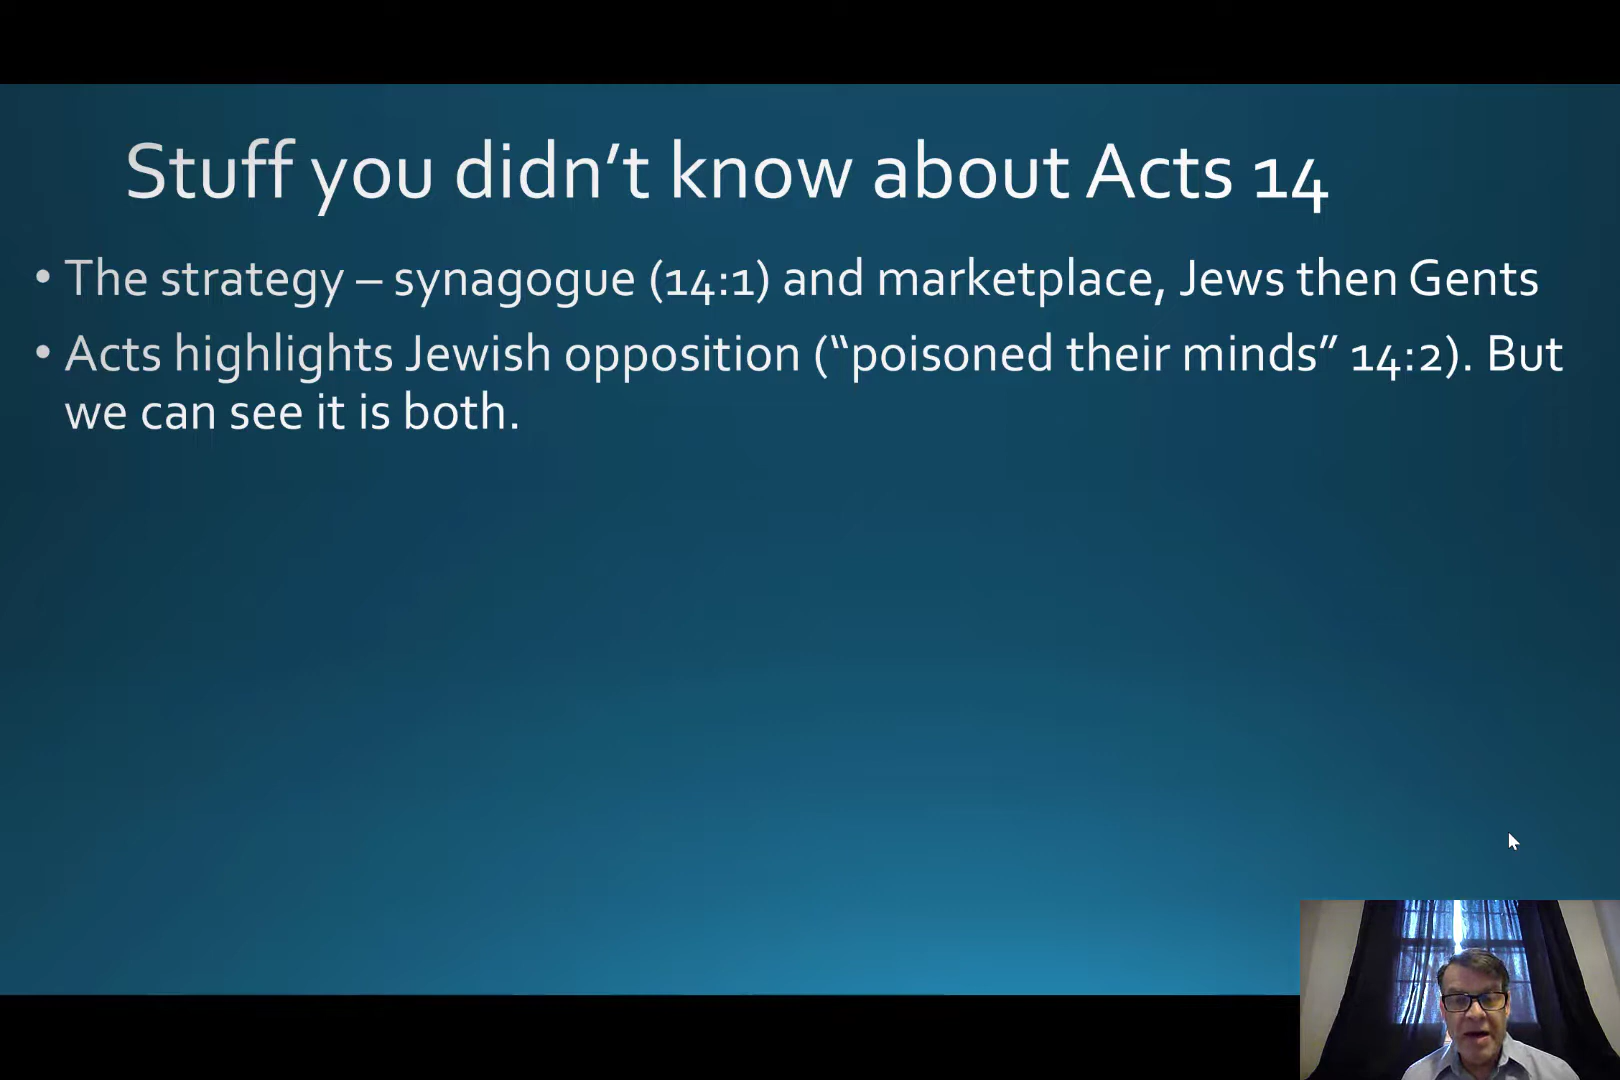 Stuff you didn’t know about Acts 14
• The strategy – synagogue (14:1) and marketplace, Jews then Gents
• Acts highlights Jewish opposition (“poisoned their minds” 14:2). But
we can see it is both.